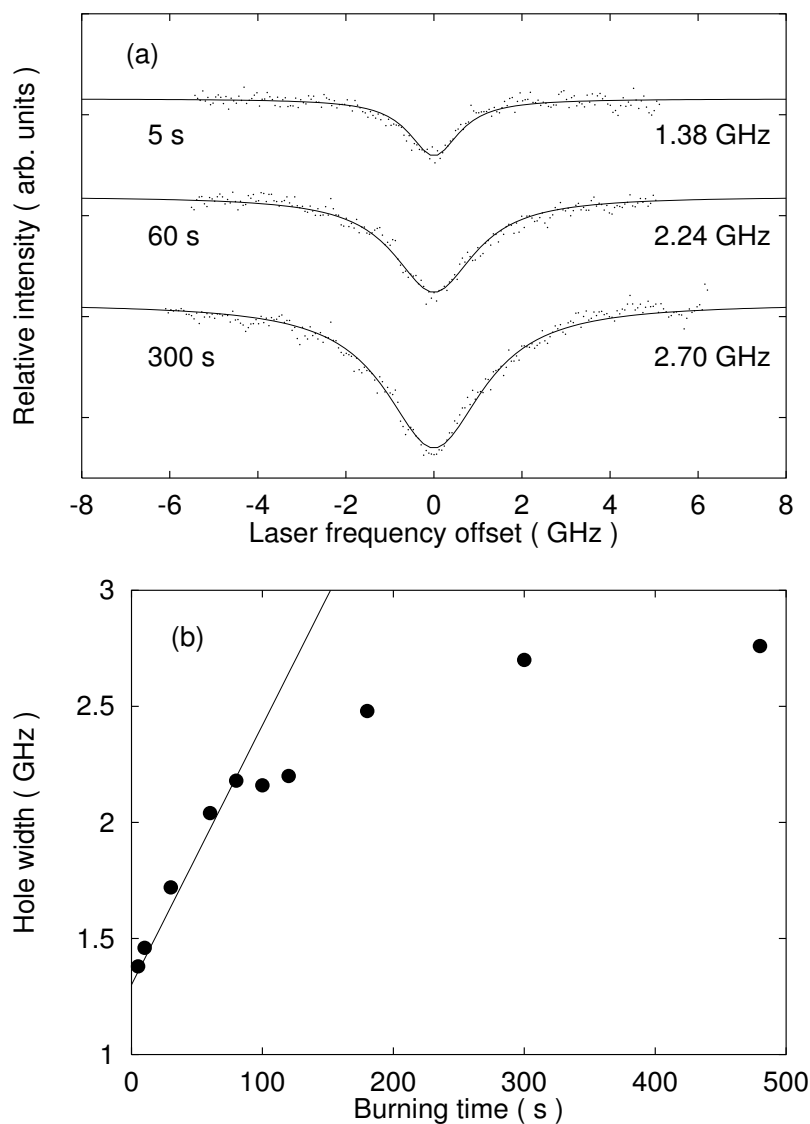 (a)
Relative intensity ( arb. units )
5 s 1.38 GHz
60 s 2.24 GHz
300 s 2.70 GHz
-8 -6 -4 -2 0 2 4 6 8
Laser frequency offset ( GHz )
3
(b)
2.5
Hole width ( GHz )
2
1.5
1
0 100 200 300 400 500
Burning time ( s )